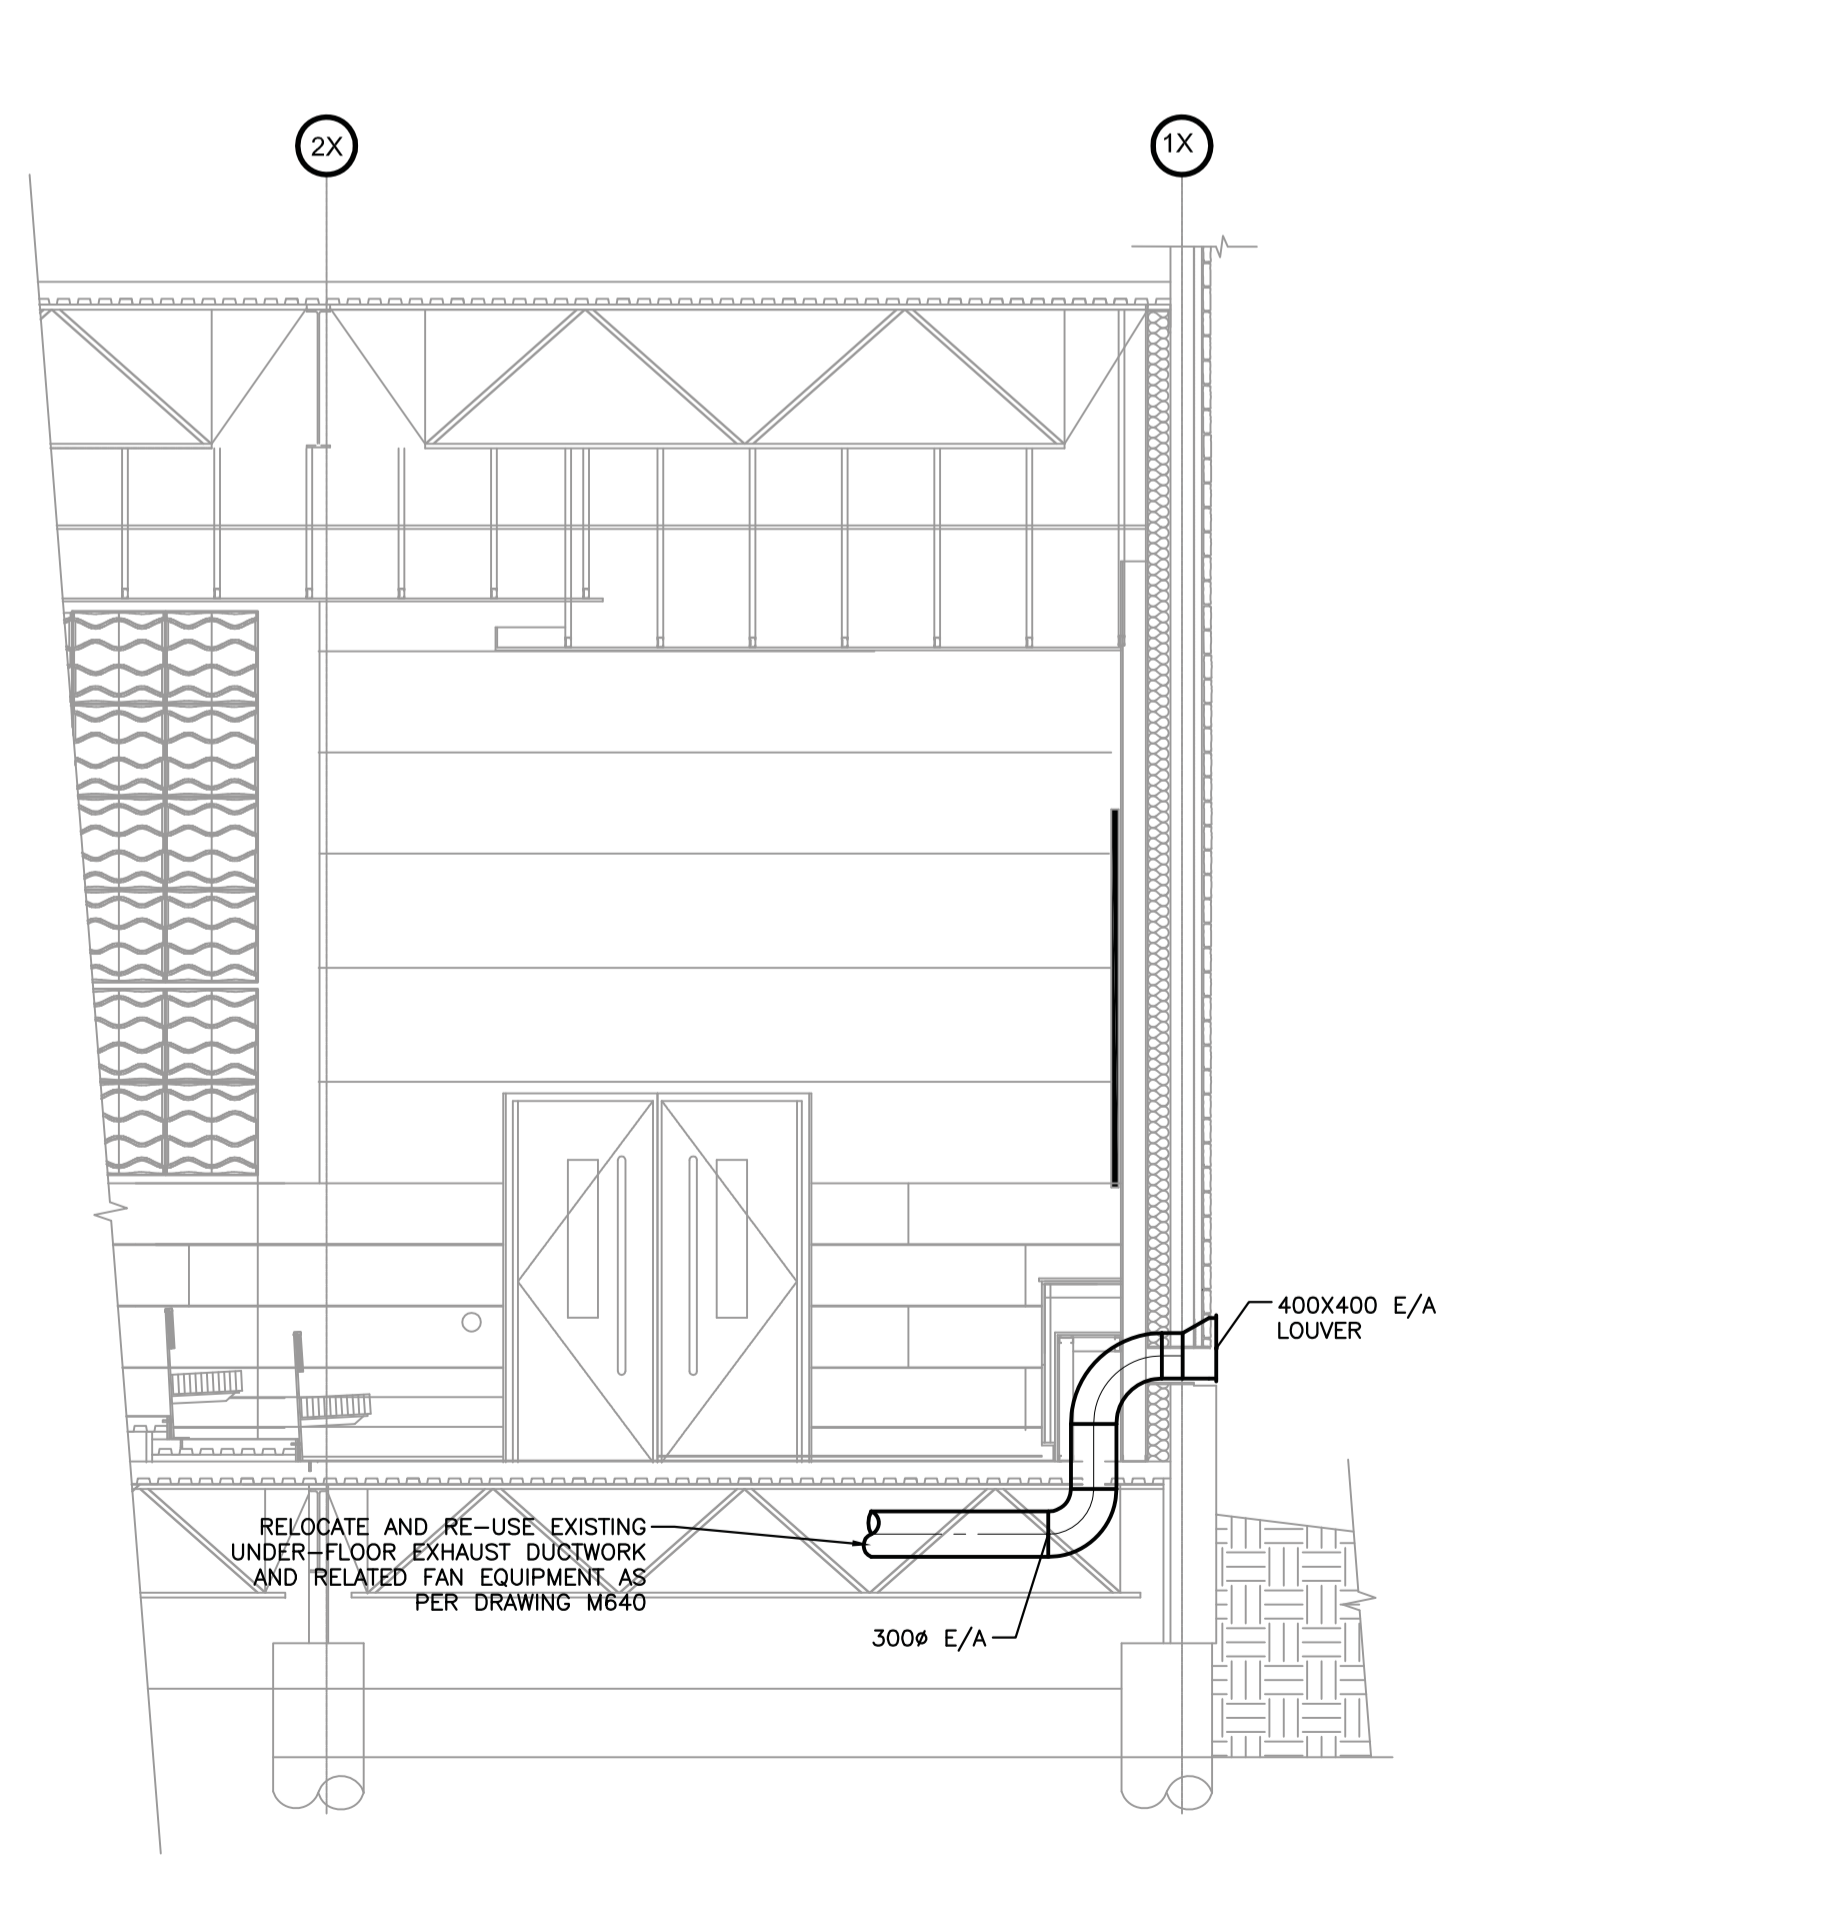 2X
1X
400X400 E/A
LOUVER
RELOCATE AND RE-USE EXISTING
UNDER-FLOOR EXHAUST DUCTWORK
AND RELATED FAN EQUIPMENT AS
PER DRAWING M640
300ø E/A